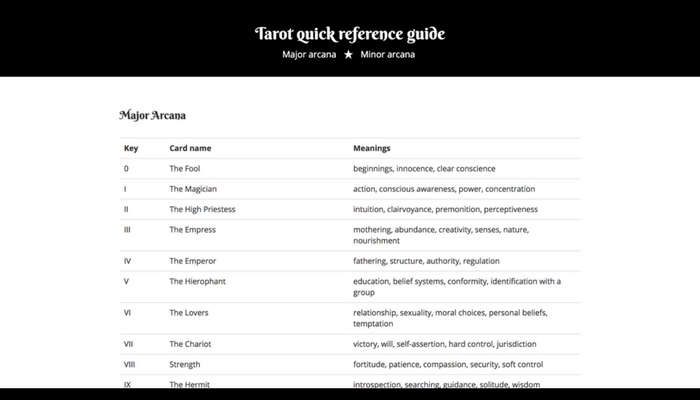 Tarot quick reference guide
Major arcana ★ Minor arcana
Major Arcana
Key Card name Meanings
0 The Fool beginnings, innocence, clear conscience
I The Magician action, conscious awareness, power, concentration
II The High Priestess intuition, clairvoyance, premonition, perceptiveness
III The Empress mothering, abundance, creativity, senses, nature,
nourishment
IV The Emperor fathering, structure, authority, regulation
V The Hierophant education, belief systems, conformity, identification with a
group
VI The Lovers relationship, sexuality, moral choices, personal beliefs,
temptation
VII The Chariot victory, will, self-assertion, hard control, jurisdiction
VIII Strength fortitude, patience, compassion, security, soft control
IX The Hermit introspection, searching, guidance, solitude, wisdom